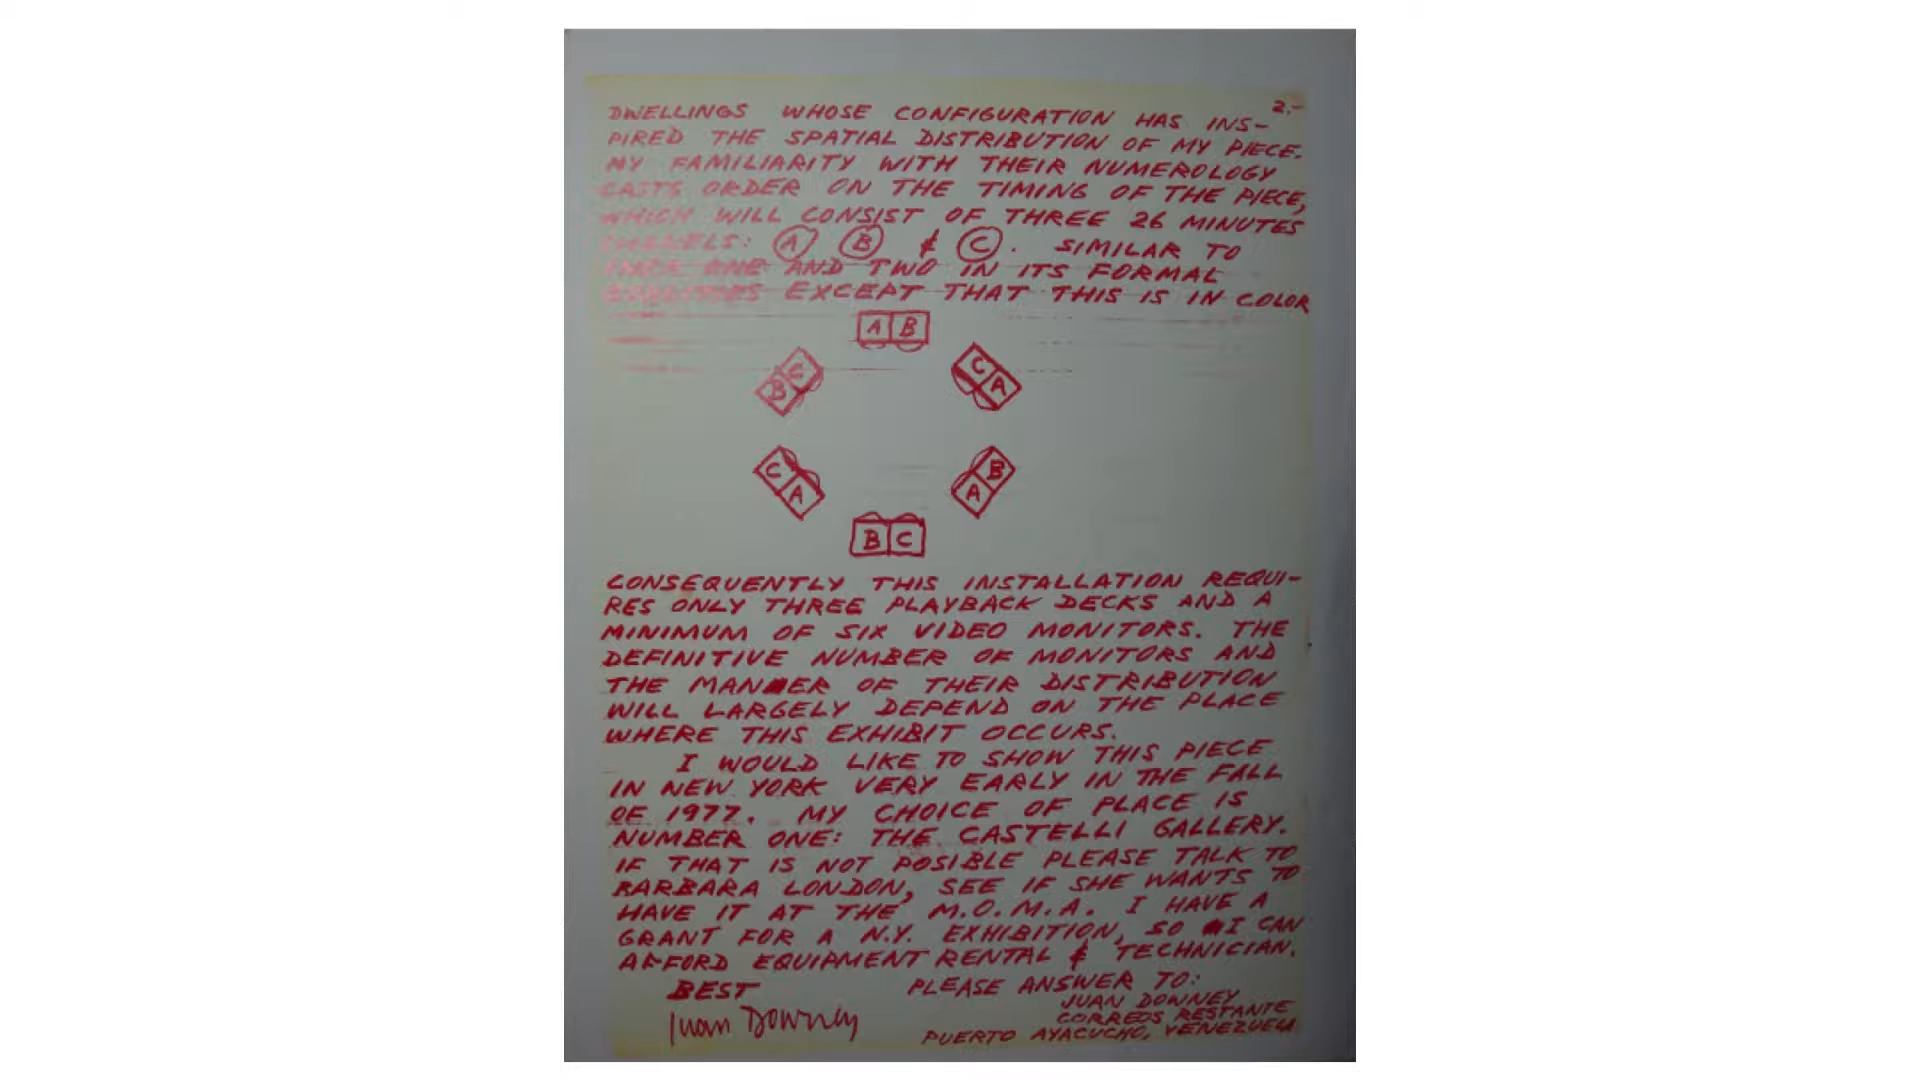 2.-
DWELLINGS WHOSE CONFIGURATION HAS INS-
PIRED THE SPATIAL DISTRIBUTION OF MY PIECE.
MY FAMILIARITY WITH THEIR NUMEROLOGY
CASTS ORDER ON THE TIMING OF THE PIECE,
WHICH WILL CONSIST OF THREE 26 MINUTES
CHANNELS: A B & C. SIMILAR TO
ONE AND TWO IN ITS FORMAL
EXCEPT THAT THIS IS IN COLOR
A B
B C
C A
C A
A B
B C
CONSEQUENTLY THIS INSTALLATION REQUI-
RES ONLY THREE PLAYBACK DECKS AND A
MINIMUM OF SIX VIDEO MONITORS. THE
DEFINITIVE NUMBER OF MONITORS AND
THE MANNER OF THEIR DISTRIBUTION
WILL LARGELY DEPEND ON THE PLACE
WHERE THIS EXHIBIT OCCURS.
I WOULD LIKE TO SHOW THIS PIECE
IN NEW YORK VERY EARLY IN THE FALL
OF 1977. MY CHOICE OF PLACE IS
NUMBER ONE: THE CASTELLI GALLERY.
IF THAT IS NOT POSIBLE PLEASE TALK TO
BARBARA LONDON, SEE IF SHE WANTS TO
HAVE IT AT THE M.O.M.A. I HAVE A
GRANT FOR A N.Y. EXHIBITION, SO I CAN
AFFORD EQUIPMENT RENTAL & TECHNICIAN.
BEST
Juan Downey
PLEASE ANSWER TO:
JUAN DOWNEY
CORREOS RESTANTE
PUERTO AYACUCHO, VENEZUELA